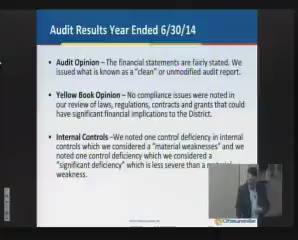 Audit Results Year Ended 6/30/14
• Audit Opinion – The financial statements are fairly stated. We
issued what is known as a "clean" or unmodified audit report.
• Yellow Book Opinion – No compliance issues were noted in
our review of laws, regulations, contracts and grants that could
have significant financial implications to the District.
• Internal Controls –We noted one control deficiency in internal
controls which we considered a "material weaknesses" and we
noted one control deficiency which we considered a
"significant deficiency" which is less severe than a material
weakness.